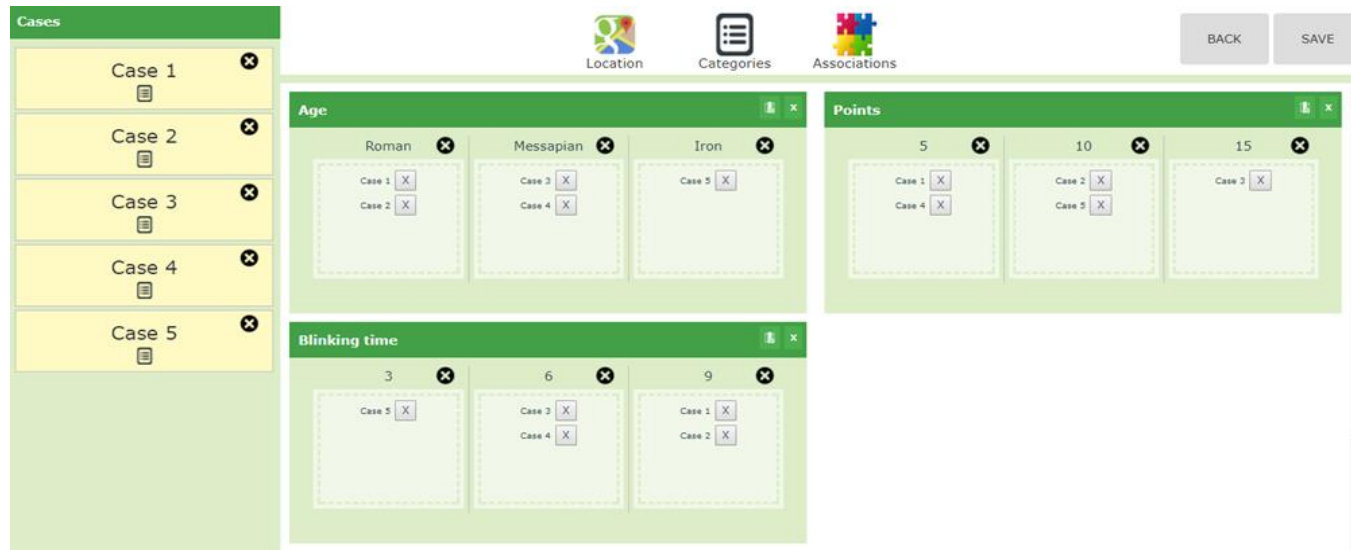 Cases
Case 1
Case 2
Case 3
Case 4
Case 5
Location Categories Associations
BACK SAVE
Age x
Roman Messapian Iron
Case 1 X Case 3 X Case 5 X
Case 2 X Case 4 X
Points x
5 10 15
Case 1 X Case 2 X Case 3 X
Case 4 X Case 5 X
Blinking time x
3 6 9
Case 5 X Case 3 X Case 1 X
Case 4 X Case 2 X